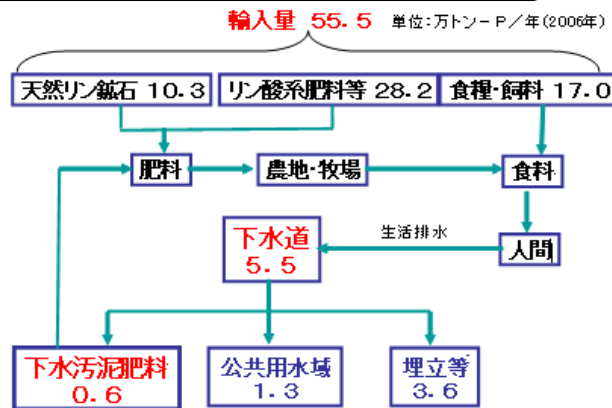 輸入量 55.5 単位:万トン－P／年(2006年)
天然リン鉱石 10.3 リン酸系肥料等 28.2 食糧・飼料 17.0
肥料 農地・牧場 食料
下水道
5.5
生活排水
人間
下水汚泥肥料
0.6
公共用水域
1.3
埋立等
3.6